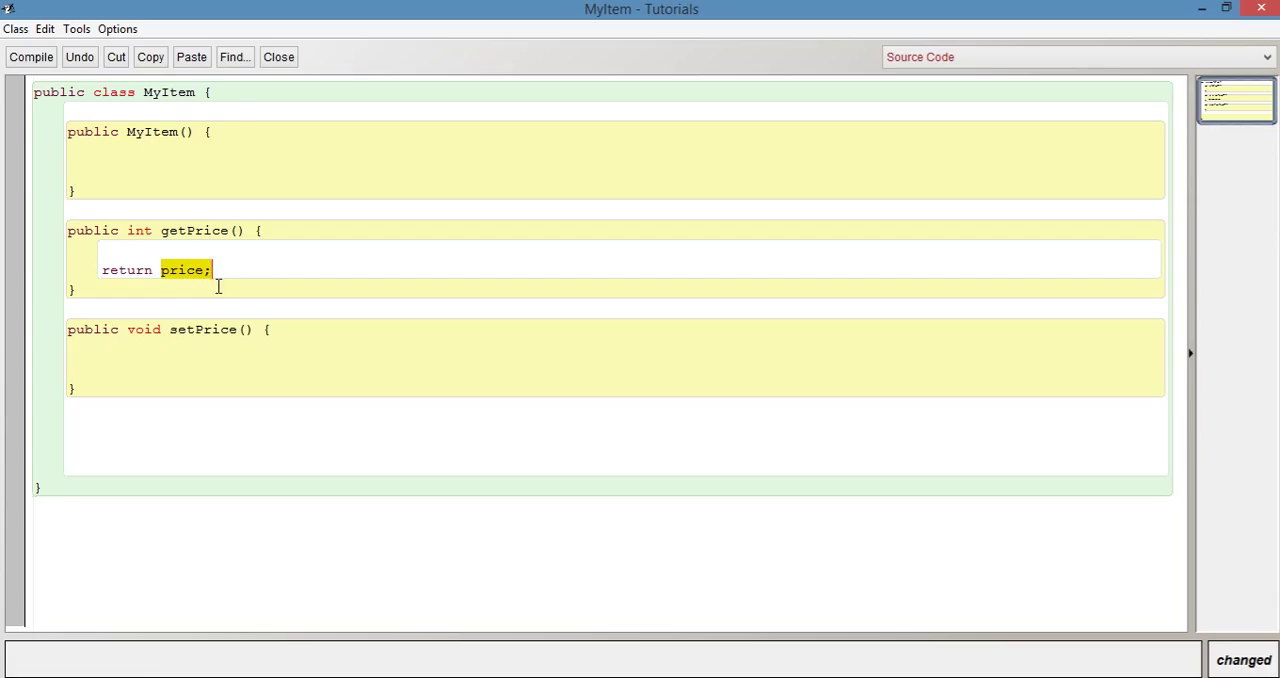 MyItem - Tutorials
Class Edit Tools Options
Compile Undo Cut Copy Paste Find... Close Source Code
public class MyItem {
public MyItem() {
}
public int getPrice() {
return price;
}
public void setPrice() {
}
}
changed